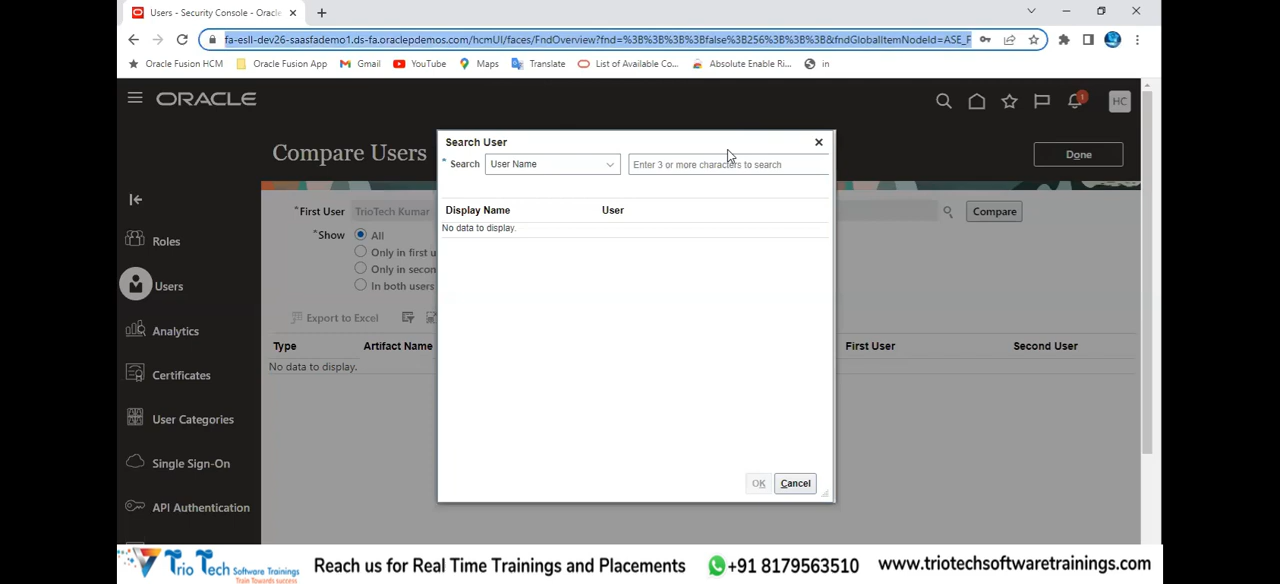 Users - Security Console - Oracle
fa-esll-dev26-saasfademo1.ds-fa.oraclepdemos.com/hcmUI/faces/FndOverview?fnd=%3B%3B%3B%3Bfalse%3B256%3B%3B%3B&fndGlobalItemNodeId=ASE_F
Oracle Fusion HCM
Oracle Fusion App
Gmail
YouTube
Maps
Translate
List of Available Co...
Absolute Enable Ri...
in
ORACLE
1
HC
Compare Users
Done
Search User
* Search
User Name
Enter 3 or more characters to search
Display Name
User
No data to display.
OK
Cancel
*First User
TrioTech Kumar
Compare
*Show
All
Only in first u
Only in secon
In both users
Export to Excel
Type
Artifact Name
First User
Second User
No data to display.
Roles
Users
Analytics
Certificates
User Categories
Single Sign-On
API Authentication
Trio Tech Software Trainings
Train Towards success
Reach us for Real Time Trainings and Placements
+91 8179563510
www.triotechsoftwaretrainings.com